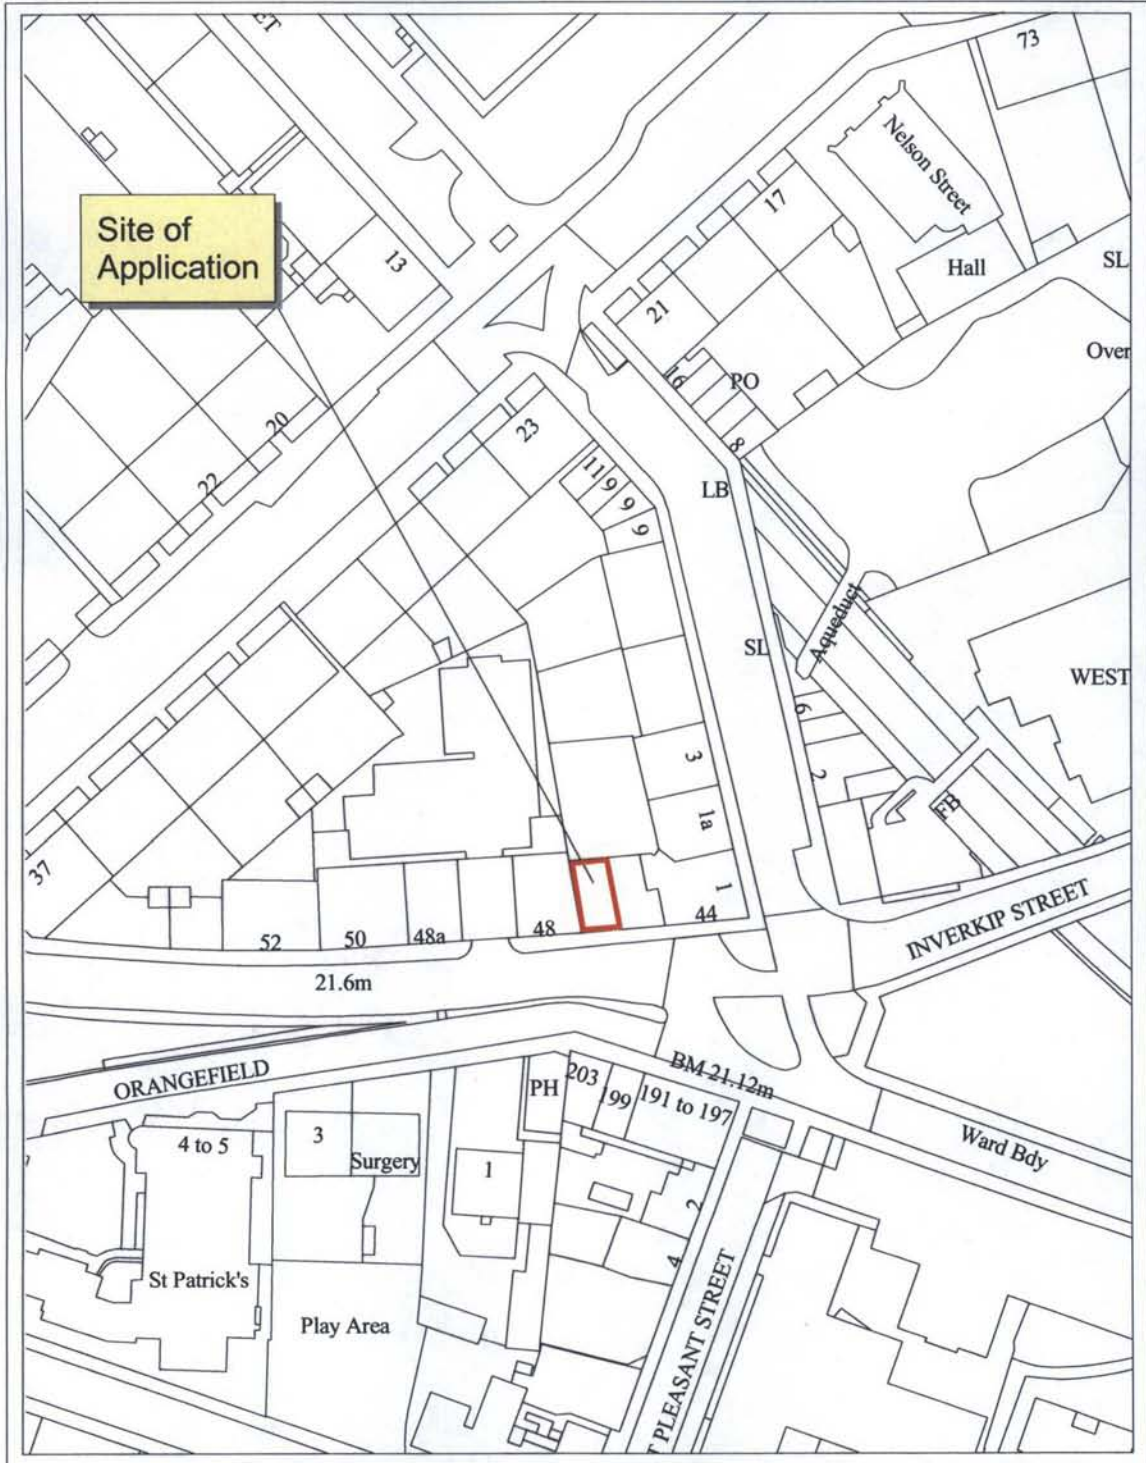 ET
73
Nelson Street
17
Site of
Application
13
Hall
SL
21
Over
16
PO
20
23
8
22
11
9
9
9
LB
Aqueduct
SL
WEST
6
3
2
1a
FB
37
1
44
INVERKIP STREET
52
50
48a
48
21.6m
ORANGEFIELD
BM 21.12m
PH
203
199
191 to 197
Ward Bdy
4 to 5
3
Surgery
1
2
4
St Patrick's
Play Area
T PLEASANT STREET